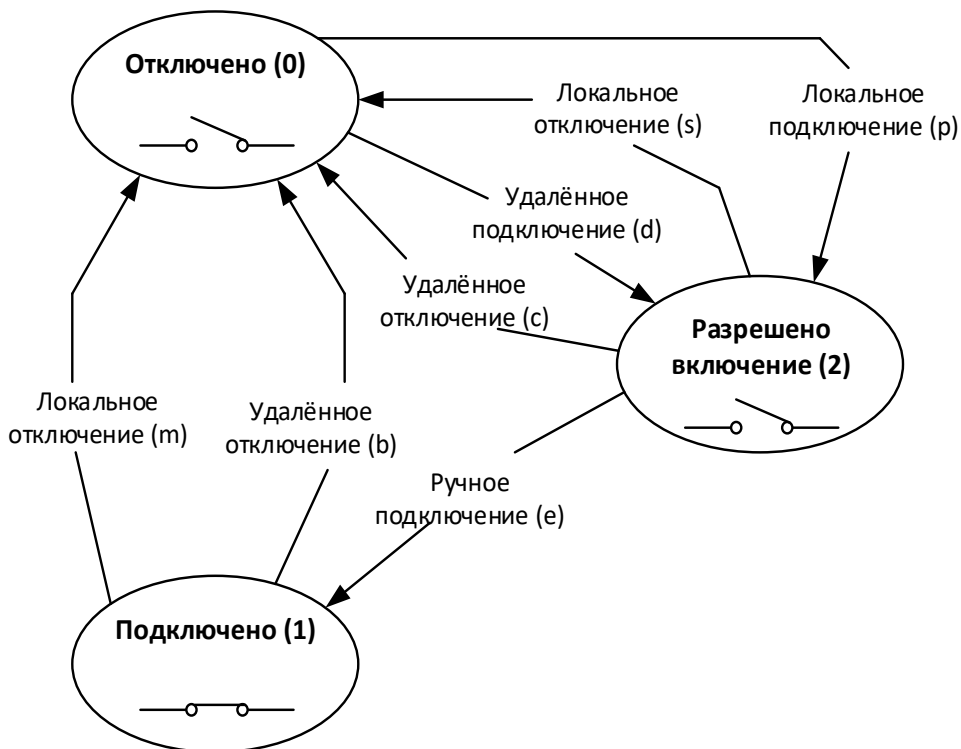 Отключено (0)
Локальное
отключение (s)
Локальное
подключение (p)
Удалённое
подключение (d)
Удалённое
отключение (c)
Разрешено
включение (2)
Локальное
отключение (m)
Удалённое
отключение (b)
Ручное
подключение (e)
Подключено (1)